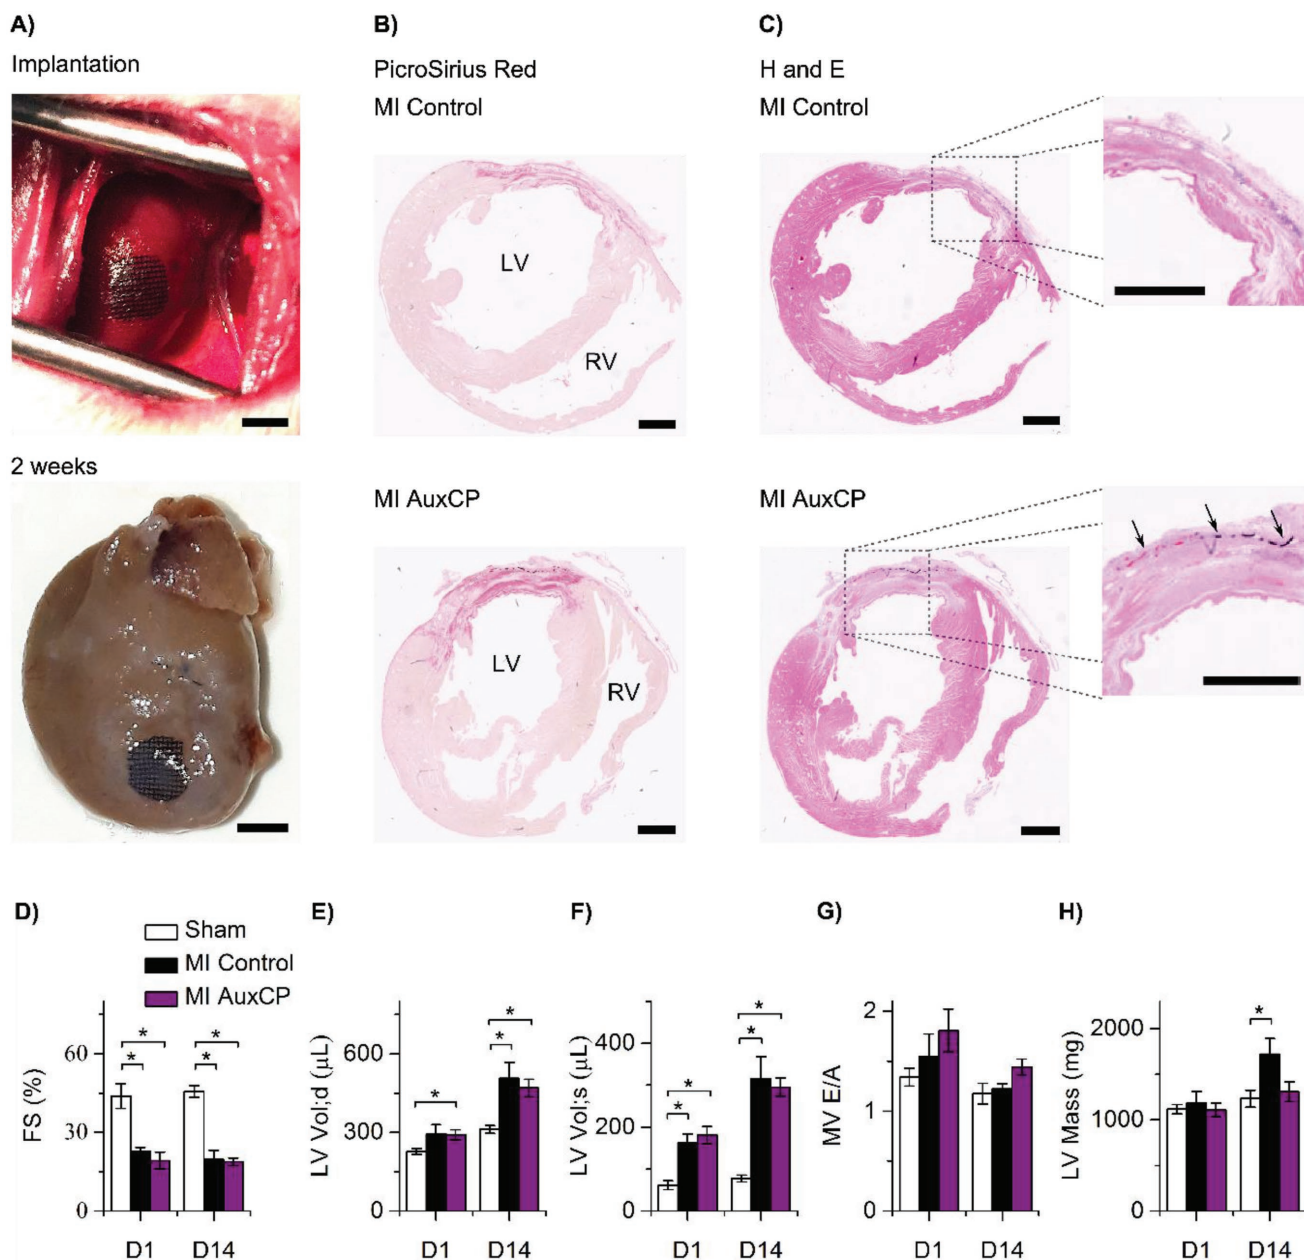 A)
Implantation
2 weeks
B)
PicroSirius Red
MI Control
LV
RV
MI AuxCP
LV
RV
C)
H and E
MI Control
MI AuxCP
D)
Sham
MI Control
MI AuxCP
FS (%)
60
30
0
*
*
*
*
D1
D14
E)
LV Vol;d (μL)
600
300
0
*
*
*
D1
D14
F)
LV Vol;s (μL)
400
200
0
*
*
*
*
D1
D14
G)
MV E/A
2
1
0
D1
D14
H)
LV Mass (mg)
2000
1000
0
*
D1
D14